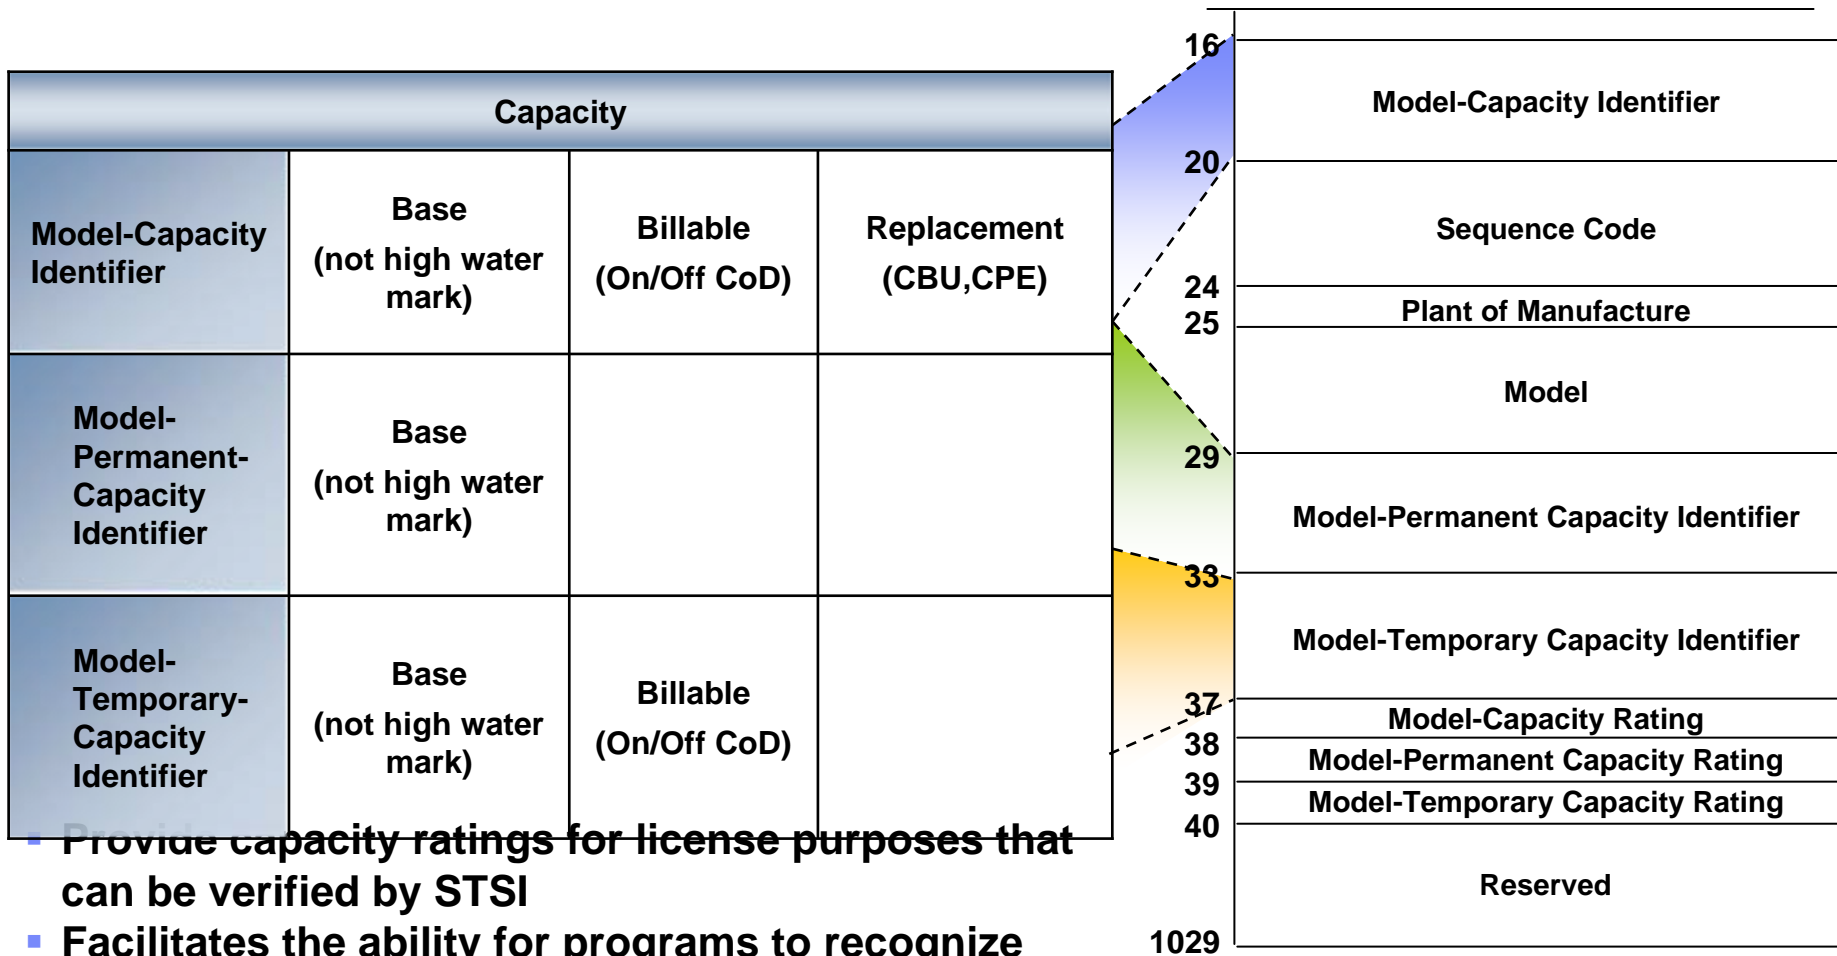 Capacity
Model-Capacity
Identifier
Base
(not high water
mark)
Billable
(On/Off CoD)
Replacement
(CBU,CPE)
Model-
Permanent-
Capacity
Identifier
Base
(not high water
mark)
Model-
Temporary-
Capacity
Identifier
Base
(not high water
mark)
Billable
(On/Off CoD)
Provide capacity ratings for license purposes that
can be verified by STSI
Facilitates the ability for programs to recognize
16
Model-Capacity Identifier
20
Sequence Code
24
Plant of Manufacture
25
Model
29
Model-Permanent Capacity Identifier
33
Model-Temporary Capacity Identifier
37
Model-Capacity Rating
38
Model-Permanent Capacity Rating
39
Model-Temporary Capacity Rating
40
Reserved
1029